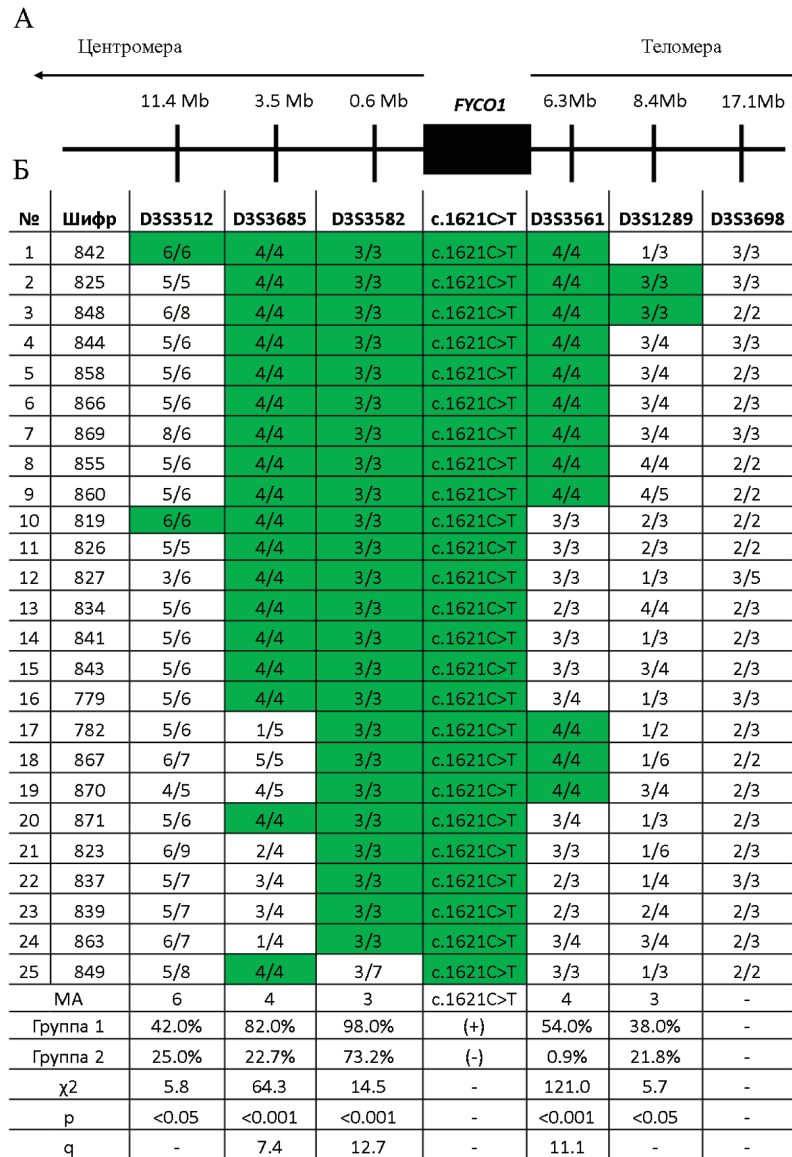 А
Центромера Теломера
11.4 Mb 3.5 Mb 0.6 Mb FYCO1 6.3Mb 8.4 Mb 17.1Mb
Б
№ Шифр D3S3512 D3S3685 D3S3582 c.1621C>T D3S3561 D3S1289 D3S3698
1 842 6/6 4/4 3/3 c.1621C>T 4/4 1/3 3/3
2 825 5/5 4/4 3/3 c.1621C>T 4/4 3/3 3/3
3 848 6/8 4/4 3/3 c.1621C>T 4/4 3/3 2/2
4 844 5/6 4/4 3/3 c.1621C>T 4/4 3/4 3/3
5 858 5/6 4/4 3/3 c.1621C>T 4/4 3/4 2/3
6 866 5/6 4/4 3/3 c.1621C>T 4/4 3/4 2/3
7 869 8/6 4/4 3/3 c.1621C>T 4/4 3/4 3/3
8 855 5/6 4/4 3/3 c.1621C>T 4/4 4/4 2/2
9 860 5/6 4/4 3/3 c.1621C>T 4/4 4/5 2/2
10 819 6/6 4/4 3/3 c.1621C>T 3/3 2/3 2/2
11 826 5/5 4/4 3/3 c.1621C>T 3/3 2/3 2/2
12 827 3/6 4/4 3/3 c.1621C>T 3/3 1/3 3/5
13 834 5/6 4/4 3/3 c.1621C>T 2/3 4/4 2/3
14 841 5/6 4/4 3/3 c.1621C>T 3/3 1/3 2/3
15 843 5/6 4/4 3/3 c.1621C>T 3/3 3/4 2/3
16 779 5/6 4/4 3/3 c.1621C>T 3/4 1/3 3/3
17 782 5/6 1/5 3/3 c.1621C>T 4/4 1/2 2/3
18 867 6/7 5/5 3/3 c.1621C>T 4/4 1/6 2/2
19 870 4/5 4/5 3/3 c.1621C>T 4/4 3/4 2/3
20 871 5/6 4/4 3/3 c.1621C>T 3/4 1/3 2/3
21 823 6/9 2/4 3/3 c.1621C>T 3/3 1/6 2/3
22 837 5/7 3/4 3/3 c.1621C>T 2/3 1/4 3/3
23 839 5/7 3/4 3/3 c.1621C>T 2/3 2/4 2/3
24 863 6/7 1/4 3/3 c.1621C>T 3/4 3/4 2/3
25 849 5/8 4/4 3/7 c.1621C>T 3/3 1/3 2/2
МА 6 4 3 c.1621C>T 4 3 -
Группа 1 42.0% 82.0% 98.0% (+) 54.0% 38.0% -
Группа 2 25.0% 22.7% 73.2% (-) 0.9% 21.8% -
χ2 5.8 64.3 14.5 - 121.0 5.7 -
p <0.05 <0.001 <0.001 - <0.001 <0.05 -
q - 7.4 12.7 - 11.1 - -